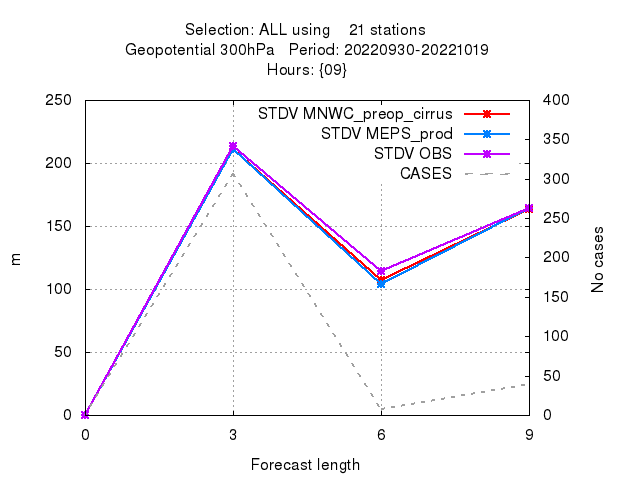 Selection: ALL using 21 stations
Geopotential 300hPa Period: 20220930-20221019
Hours: {09}
250
200
150
100
50
0
m
400
350
300
250
200
150
100
50
0
No cases
STDV MNWC_preop_cirrus
STDV MEPS_prod
STDV OBS
CASES
0 3 6 9
Forecast length